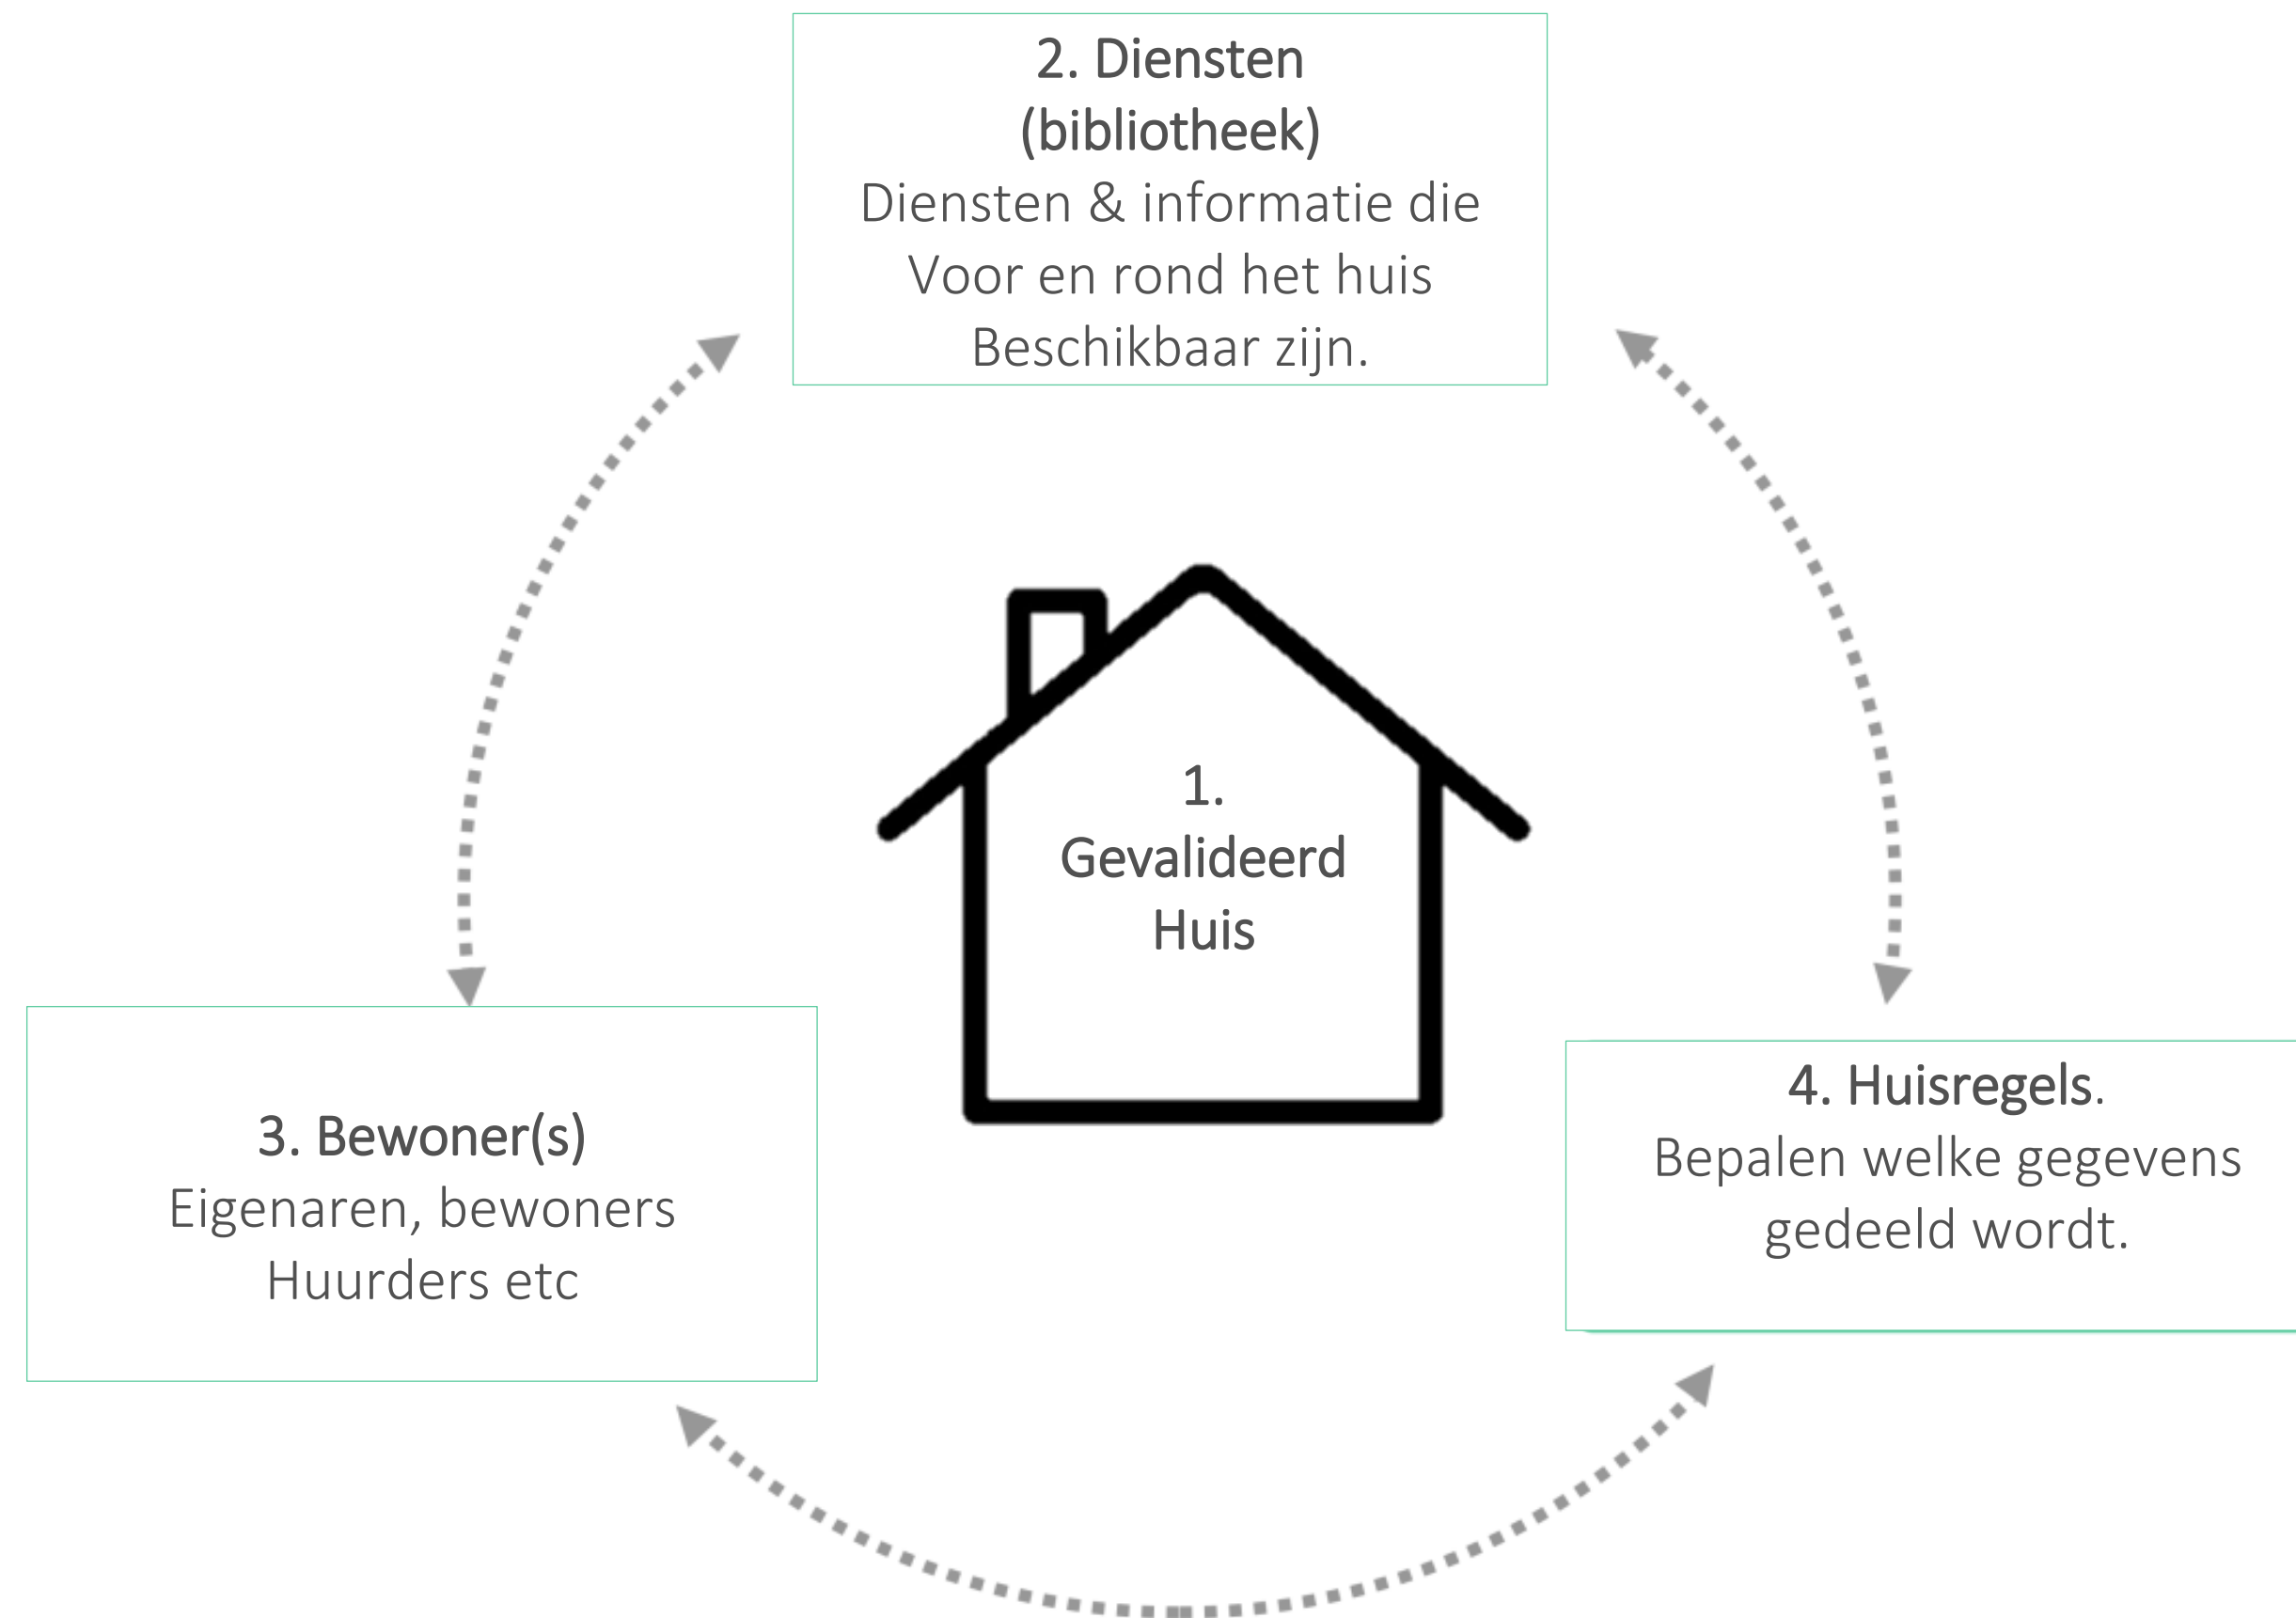 2. Diensten
(bibliotheek)
Diensten & informatie die
Voor en rond het huis
Beschikbaar zijn.
1.
Gevalideerd
Huis
3. Bewoner(s)
Eigenaren, bewoners
Huurders etc
4. Huisregels.
Bepalen welke gegevens
gedeeld wordt.